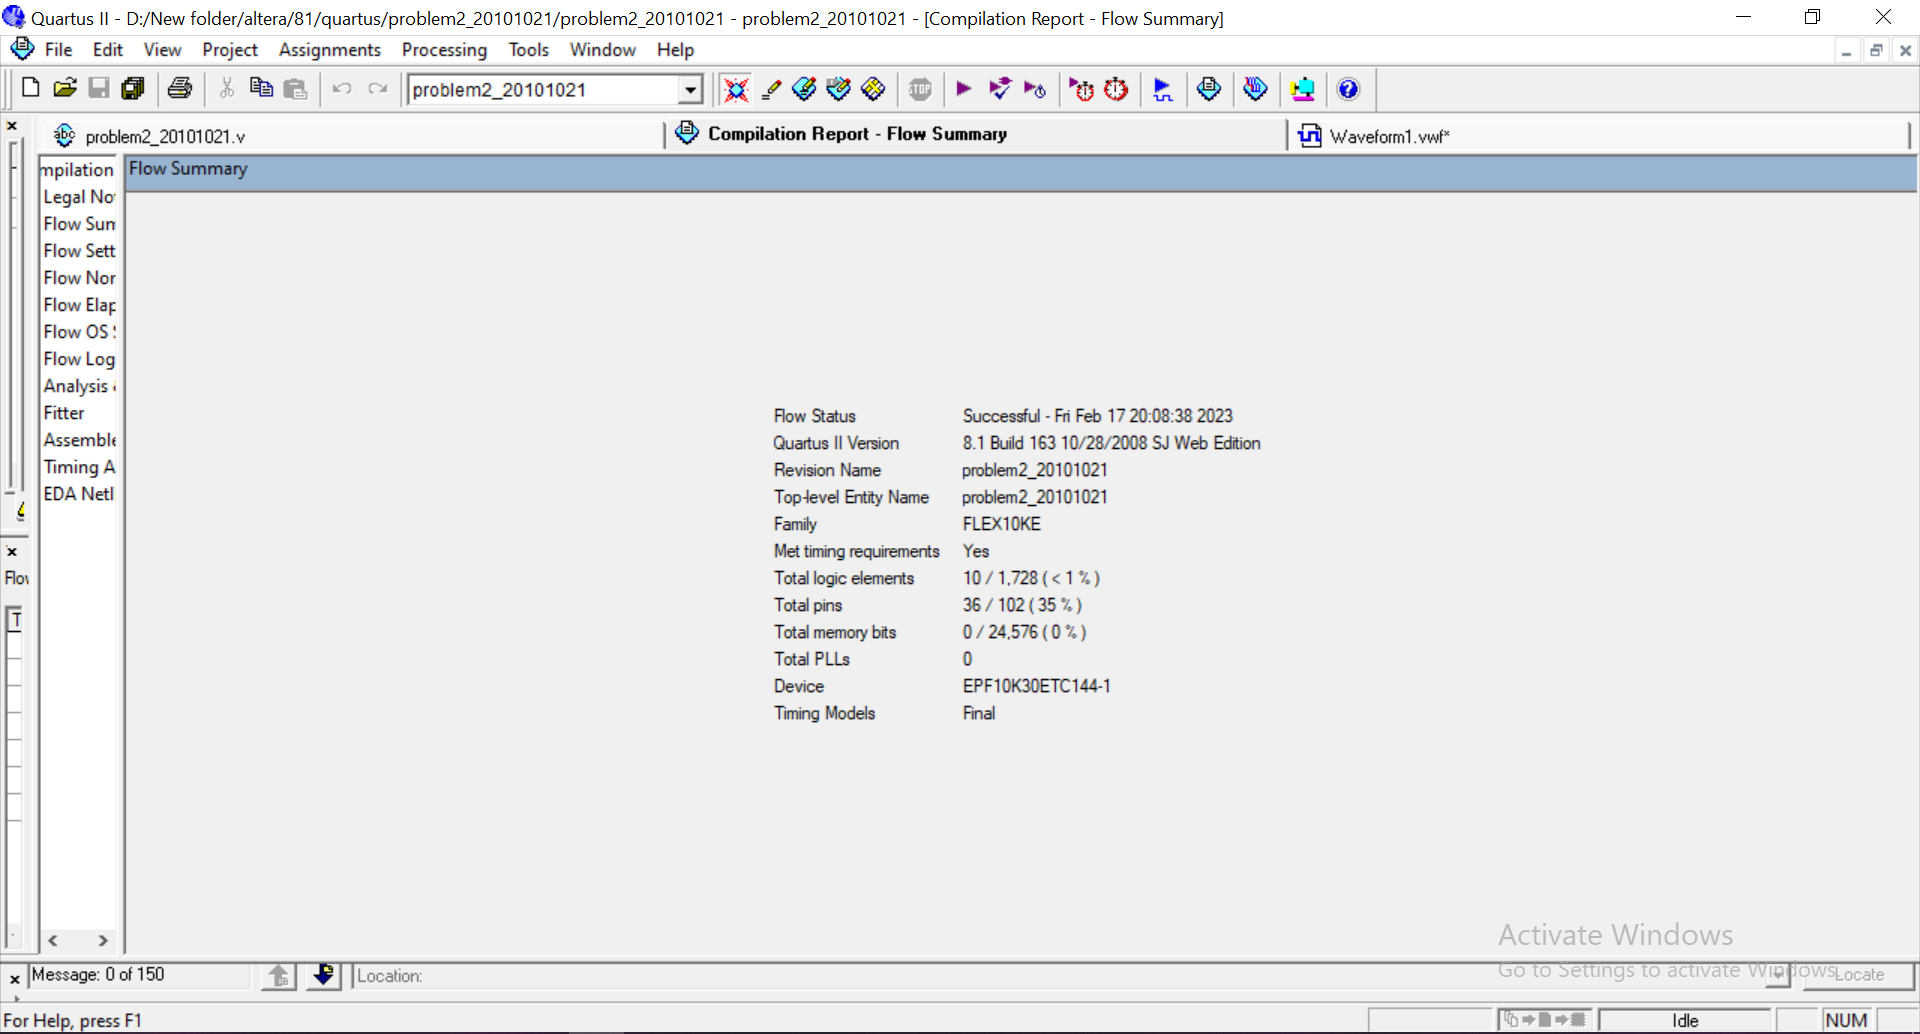 Quartus II - D:/New folder/altera/81/quartus/problem2_20101021/problem2_20101021 - problem2_20101021 - [Compilation Report - Flow Summary]
File Edit View Project Assignments Processing Tools Window Help
problem2_20101021
STOP
abc problem2_20101021.v
Compilation Report - Flow Summary
Waveform1.vwf*
mpilation
Legal No
Flow Sum
Flow Sett
Flow Nor
Flow Elap
Flow OS
Flow Log
Analysis
Fitter
Assemble
Timing A
EDA Netl
Flow Summary
Flow Status Successful - Fri Feb 17 20:08:38 2023
Quartus II Version 8.1 Build 163 10/28/2008 SJ Web Edition
Revision Name problem2_20101021
Top-level Entity Name problem2_20101021
Family FLEX10KE
Met timing requirements Yes
Total logic elements 10 / 1,728 ( < 1 % )
Total pins 36 / 102 ( 35 % )
Total memory bits 0 / 24,576 ( 0 % )
Total PLLs 0
Device EPF10K30ETC144-1
Timing Models Final
Flo
T
Activate Windows
Go to Settings to activate Windows.
Message: 0 of 150
Location:
Locate
For Help, press F1
Idle
NUM